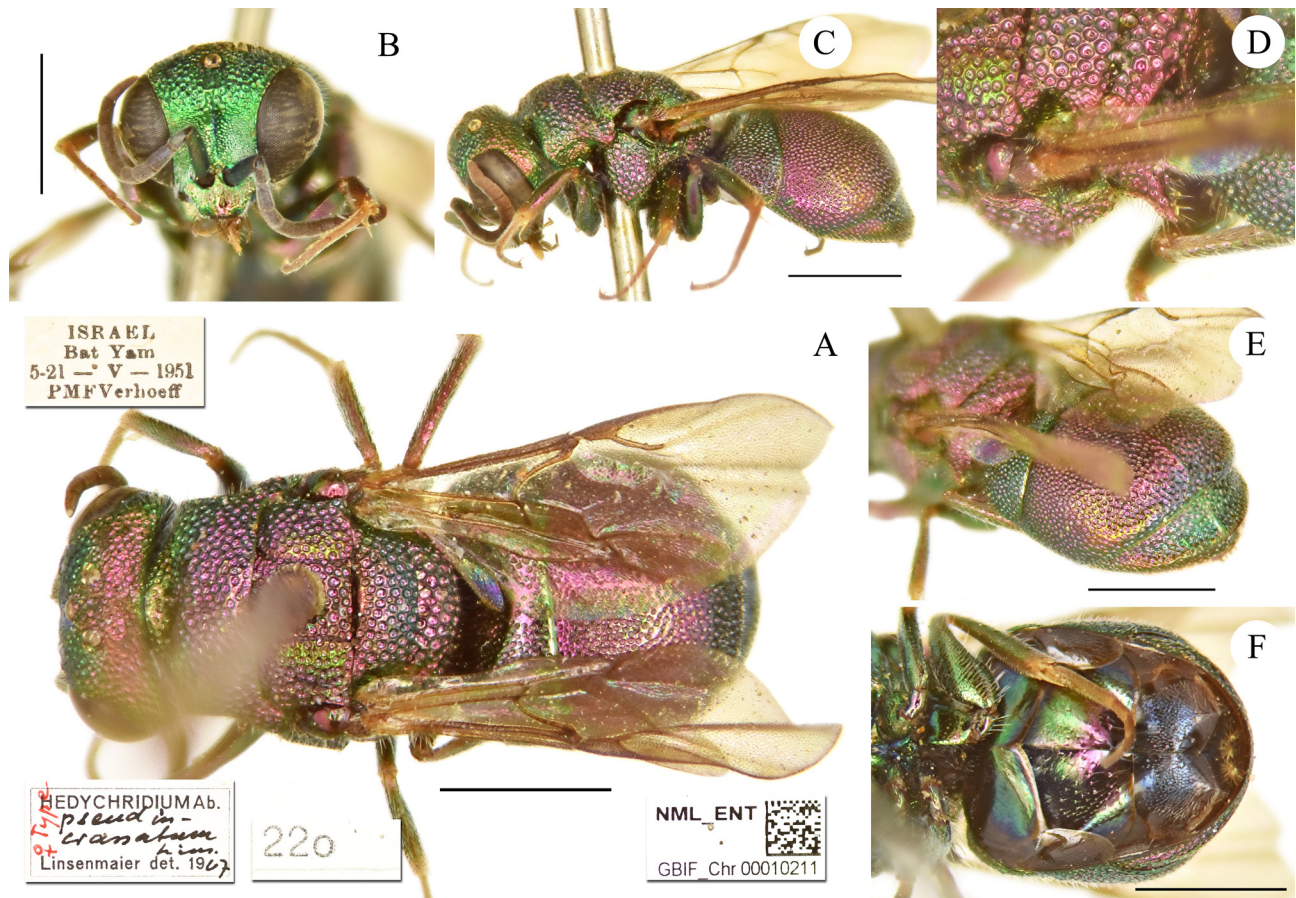 B
C
D
ISRAEL
Bat Yam
5-21 — V — 1951
PMFVerhoeff
A
E
F
♀ Type
HEDYCHRIDIUM Ab.
pseudin-
crassatum
Lins.
Linsenmaier det. 1967
220
NML_ENT
GBIF_Chr 00010211